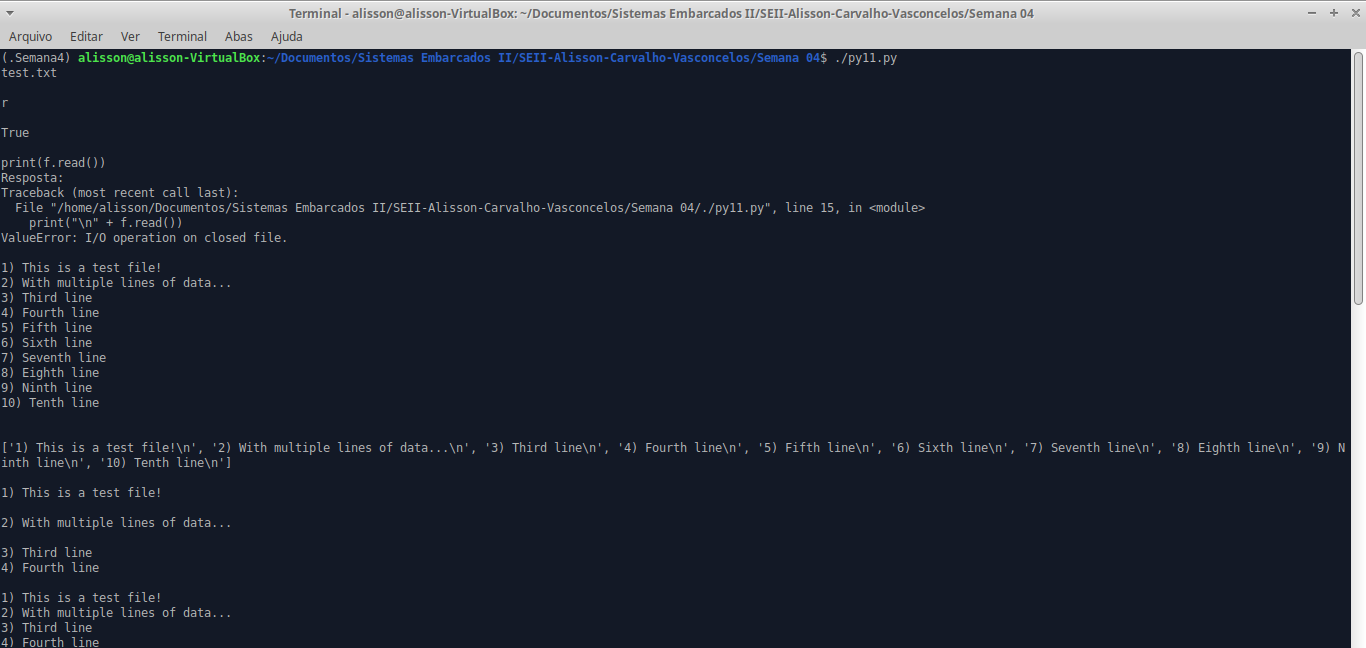 Terminal - alisson@alisson-VirtualBox: ~/Documentos/Sistemas Embarcados II/SEII-Alisson-Carvalho-Vasconcelos/Semana 04
Arquivo Editar Ver Terminal Abas Ajuda
(.Semana4) alisson@alisson-VirtualBox:~/Documentos/Sistemas Embarcados II/SEII-Alisson-Carvalho-Vasconcelos/Semana 04$ ./py11.py
test.txt
r
True
print(f.read())
Resposta:
Traceback (most recent call last):
  File "/home/alisson/Documentos/Sistemas Embarcados II/SEII-Alisson-Carvalho-Vasconcelos/Semana 04/./py11.py", line 15, in <module>
    print("\n" + f.read())
ValueError: I/O operation on closed file.
1) This is a test file!
2) With multiple lines of data...
3) Third line
4) Fourth line
5) Fifth line
6) Sixth line
7) Seventh line
8) Eighth line
9) Ninth line
10) Tenth line
['1) This is a test file!\n', '2) With multiple lines of data...\n', '3) Third line\n', '4) Fourth line\n', '5) Fifth line\n', '6) Sixth line\n', '7) Seventh line\n', '8) Eighth line\n', '9) N
inth line\n', '10) Tenth line\n']
1) This is a test file!
2) With multiple lines of data...
3) Third line
4) Fourth line
1) This is a test file!
2) With multiple lines of data...
3) Third line
4) Fourth line